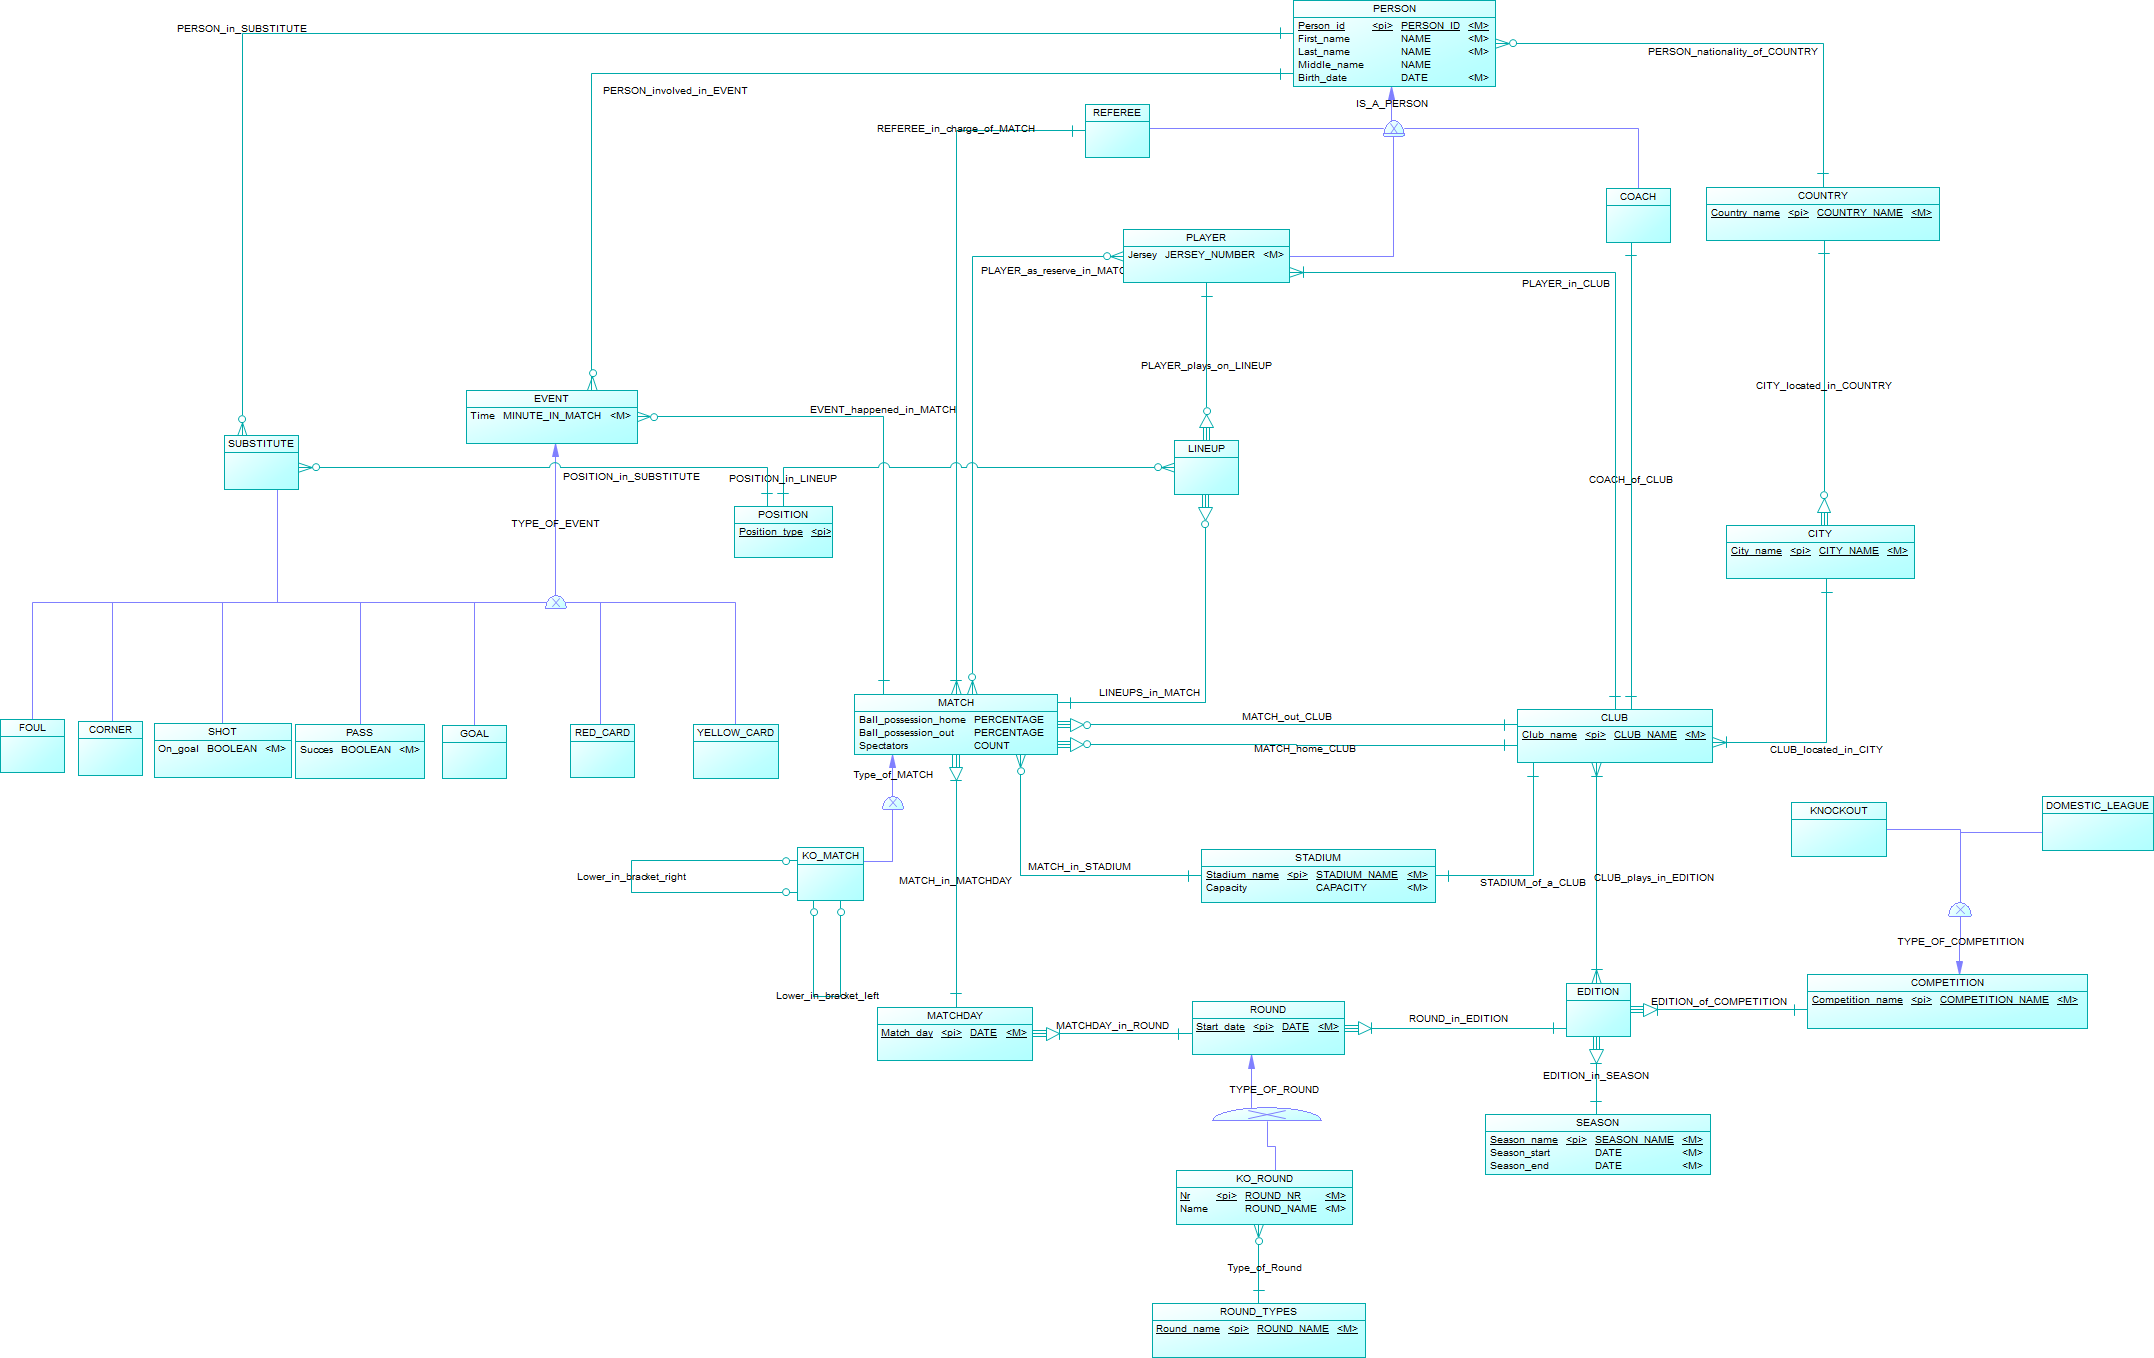 PERSON
Person_id <pi> PERSON_ID <M>
First_name NAME <M>
Last_name NAME <M>
Middle_name NAME
Birth_date DATE <M>
PERSON_in_SUBSTITUTE
PERSON_nationality_of_COUNTRY
PERSON_involved_in_EVENT
IS_A_PERSON
REFEREE
REFEREE_in_charge_of_MATCH
COACH
COUNTRY
Country_name <pi> COUNTRY_NAME <M>
PLAYER
Jersey JERSEY_NUMBER <M>
PLAYER_as_reserve_in_MATC
PLAYER_in_CLUB
PLAYER_plays_on_LINEUP
CITY_located_in_COUNTRY
EVENT
Time MINUTE_IN_MATCH <M>
EVENT_happened_in_MATCH
SUBSTITUTE
LINEUP
POSITION_in_SUBSTITUTE
POSITION_in_LINEUP
COACH_of_CLUB
POSITION
Position_type <pi>
TYPE_OF_EVENT
CITY
City_name <pi> CITY_NAME <M>
LINEUPS_in_MATCH
MATCH
Ball_possession_home PERCENTAGE
Ball_possession_out PERCENTAGE
Spectators COUNT
MATCH_out_CLUB
MATCH_home_CLUB
CLUB
Club_name <pi> CLUB_NAME <M>
CLUB_located_in_CITY
FOUL
CORNER
SHOT
On_goal BOOLEAN <M>
PASS
Succes BOOLEAN <M>
GOAL
RED_CARD
YELLOW_CARD
Type_of_MATCH
KNOCKOUT
DOMESTIC_LEAGUE
KO_MATCH
Lower_in_bracket_right
MATCH_in_MATCHDAY
MATCH_in_STADIUM
STADIUM
Stadium_name <pi> STADIUM_NAME <M>
Capacity CAPACITY <M>
STADIUM_of_a_CLUB
CLUB_plays_in_EDITION
TYPE_OF_COMPETITION
Lower_in_bracket_left
COMPETITION
Competition_name <pi> COMPETITION_NAME <M>
EDITION
EDITION_of_COMPETITION
MATCHDAY
Match_day <pi> DATE <M>
MATCHDAY_in_ROUND
ROUND
Start_date <pi> DATE <M>
ROUND_in_EDITION
EDITION_in_SEASON
TYPE_OF_ROUND
SEASON
Season_name <pi> SEASON_NAME <M>
Season_start DATE <M>
Season_end DATE <M>
KO_ROUND
Nr <pi> ROUND_NR <M>
Name ROUND_NAME <M>
Type_of_Round
ROUND_TYPES
Round_name <pi> ROUND_NAME <M>